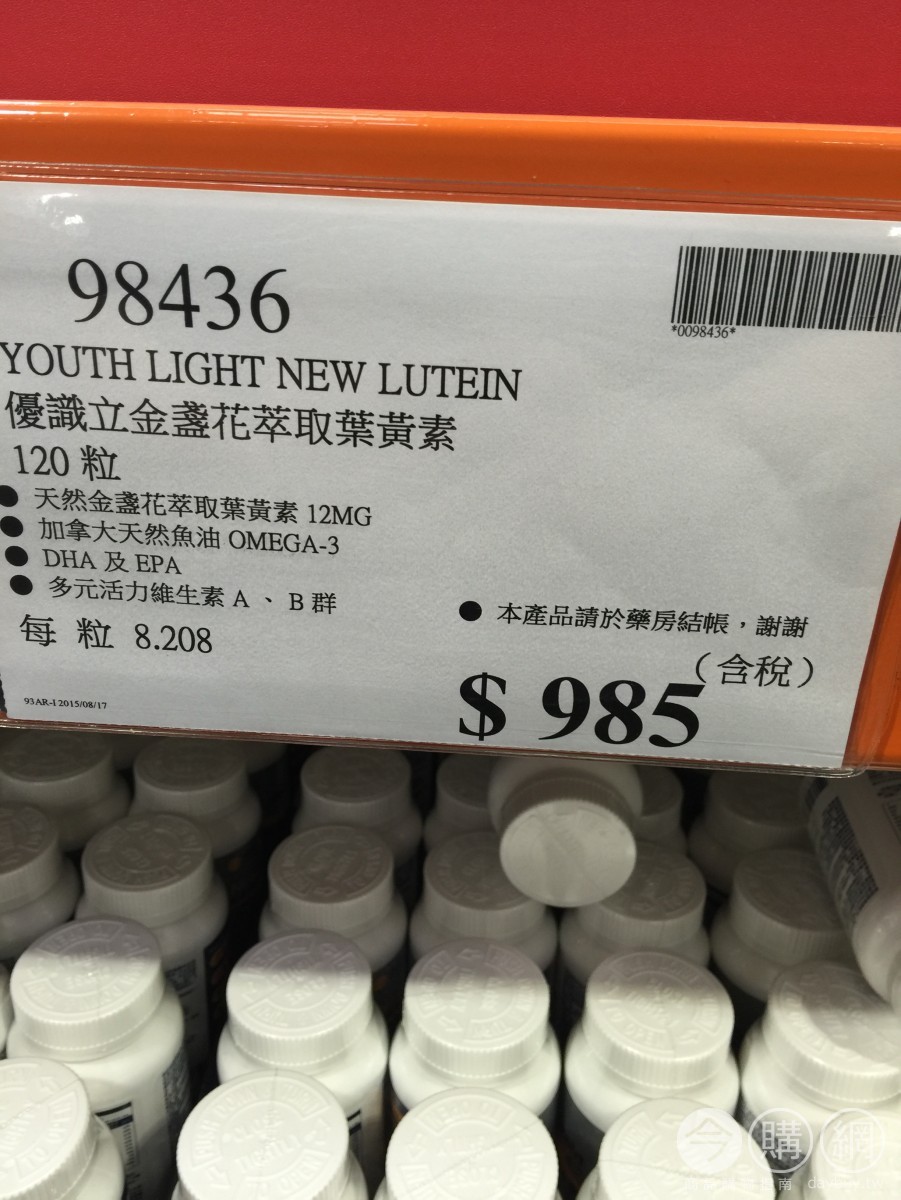 98436
*0098436*
YOUTH LIGHT NEW LUTEIN
優識立金盞花萃取葉黃素
120 粒
● 天然金盞花萃取葉黃素 12MG
● 加拿大天然魚油 OMEGA-3
● DHA 及 EPA
● 多元活力維生素 A 、 B 群
● 本產品請於藥房結帳，謝謝
每 粒 8.208
（含稅）
$ 985
93AR-I 2015/08/17
今購網